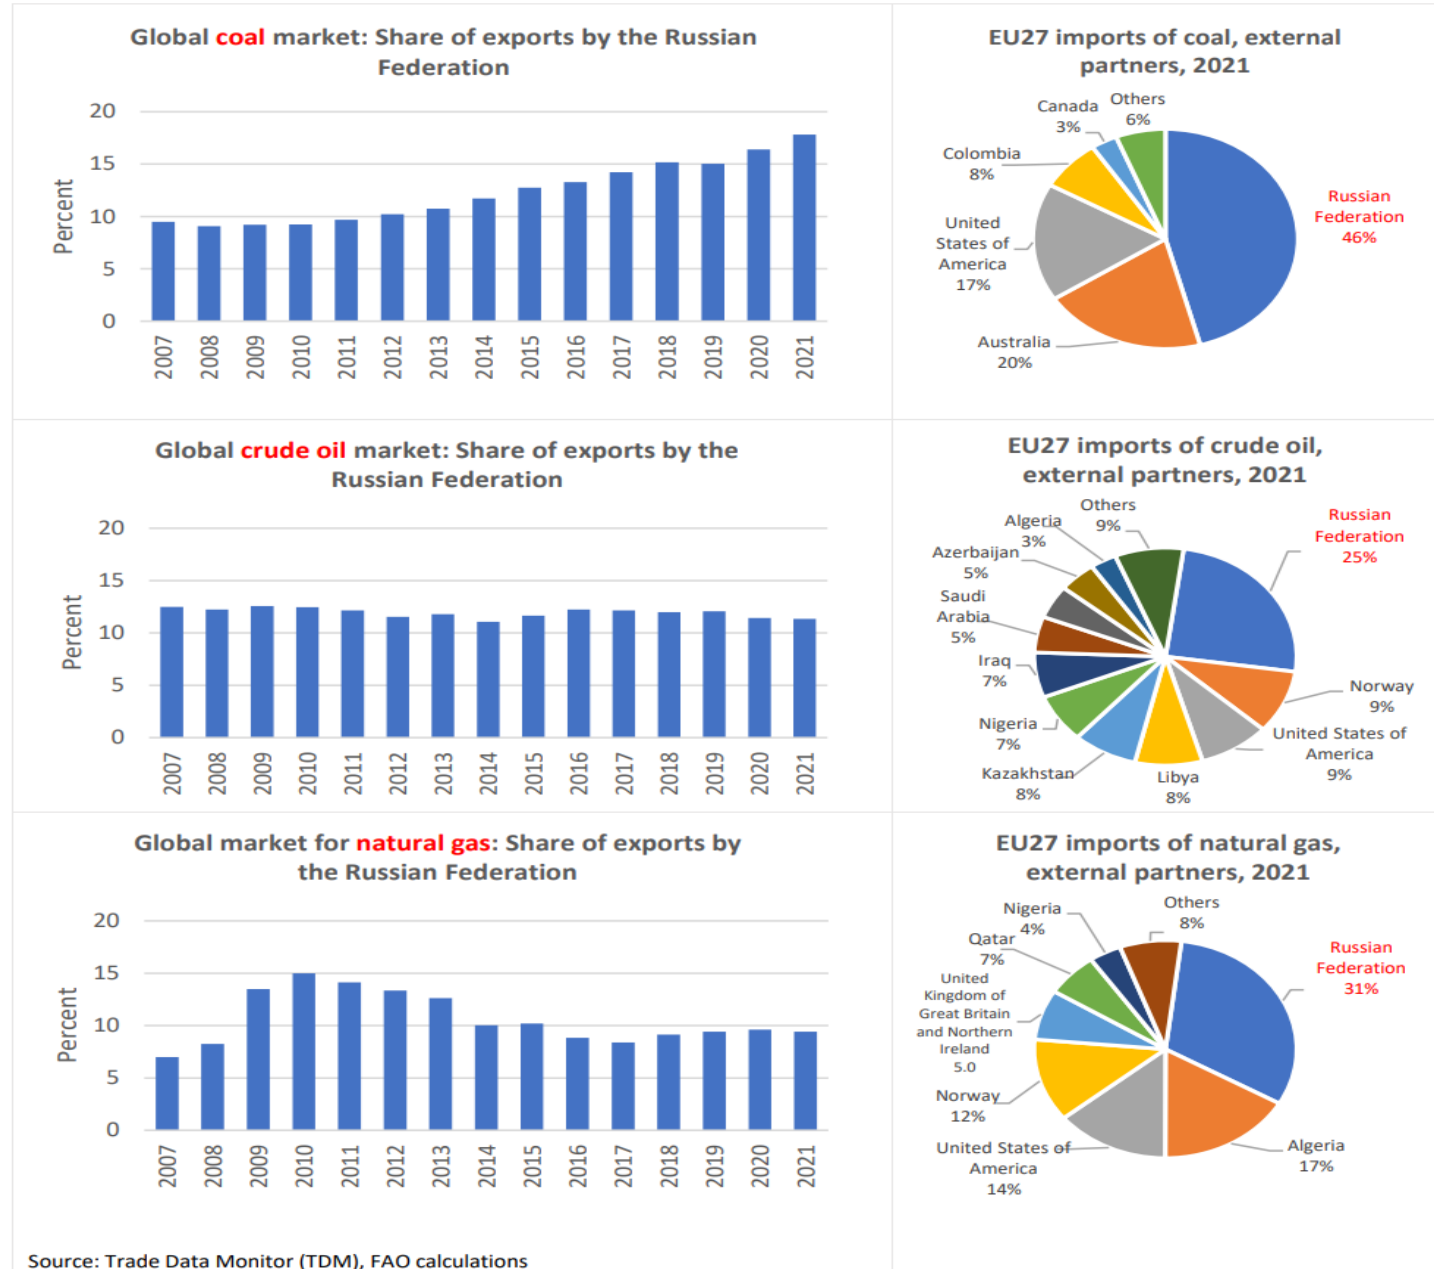 Global coal market: Share of exports by the Russian
Federation
20
15
10
5
0
Percent
2007
2008
2009
2010
2011
2012
2013
2014
2015
2016
2017
2018
2019
2020
2021
EU27 imports of coal, external
partners, 2021
Others
6%
Canada
3%
Colombia
8%
United
States of
America
17%
Australia
20%
Russian
Federation
46%
Global crude oil market: Share of exports by the
Russian Federation
20
15
10
5
0
Percent
2007
2008
2009
2010
2011
2012
2013
2014
2015
2016
2017
2018
2019
2020
2021
EU27 imports of crude oil,
external partners, 2021
Others
9%
Algeria
3%
Azerbaijan
5%
Saudi
Arabia
5%
Iraq
7%
Nigeria
7%
Kazakhstan
8%
Libya
8%
United States of
America
9%
Norway
9%
Russian
Federation
25%
Global market for natural gas: Share of exports by
the Russian Federation
20
15
10
5
0
Percent
2007
2008
2009
2010
2011
2012
2013
2014
2015
2016
2017
2018
2019
2020
2021
EU27 imports of natural gas,
external partners, 2021
Others
8%
Nigeria
4%
Qatar
7%
United
Kingdom of
Great Britain
and Northern
Ireland
5.0
Norway
12%
United States of
America
14%
Algeria
17%
Russian
Federation
31%
Source: Trade Data Monitor (TDM), FAO calculations